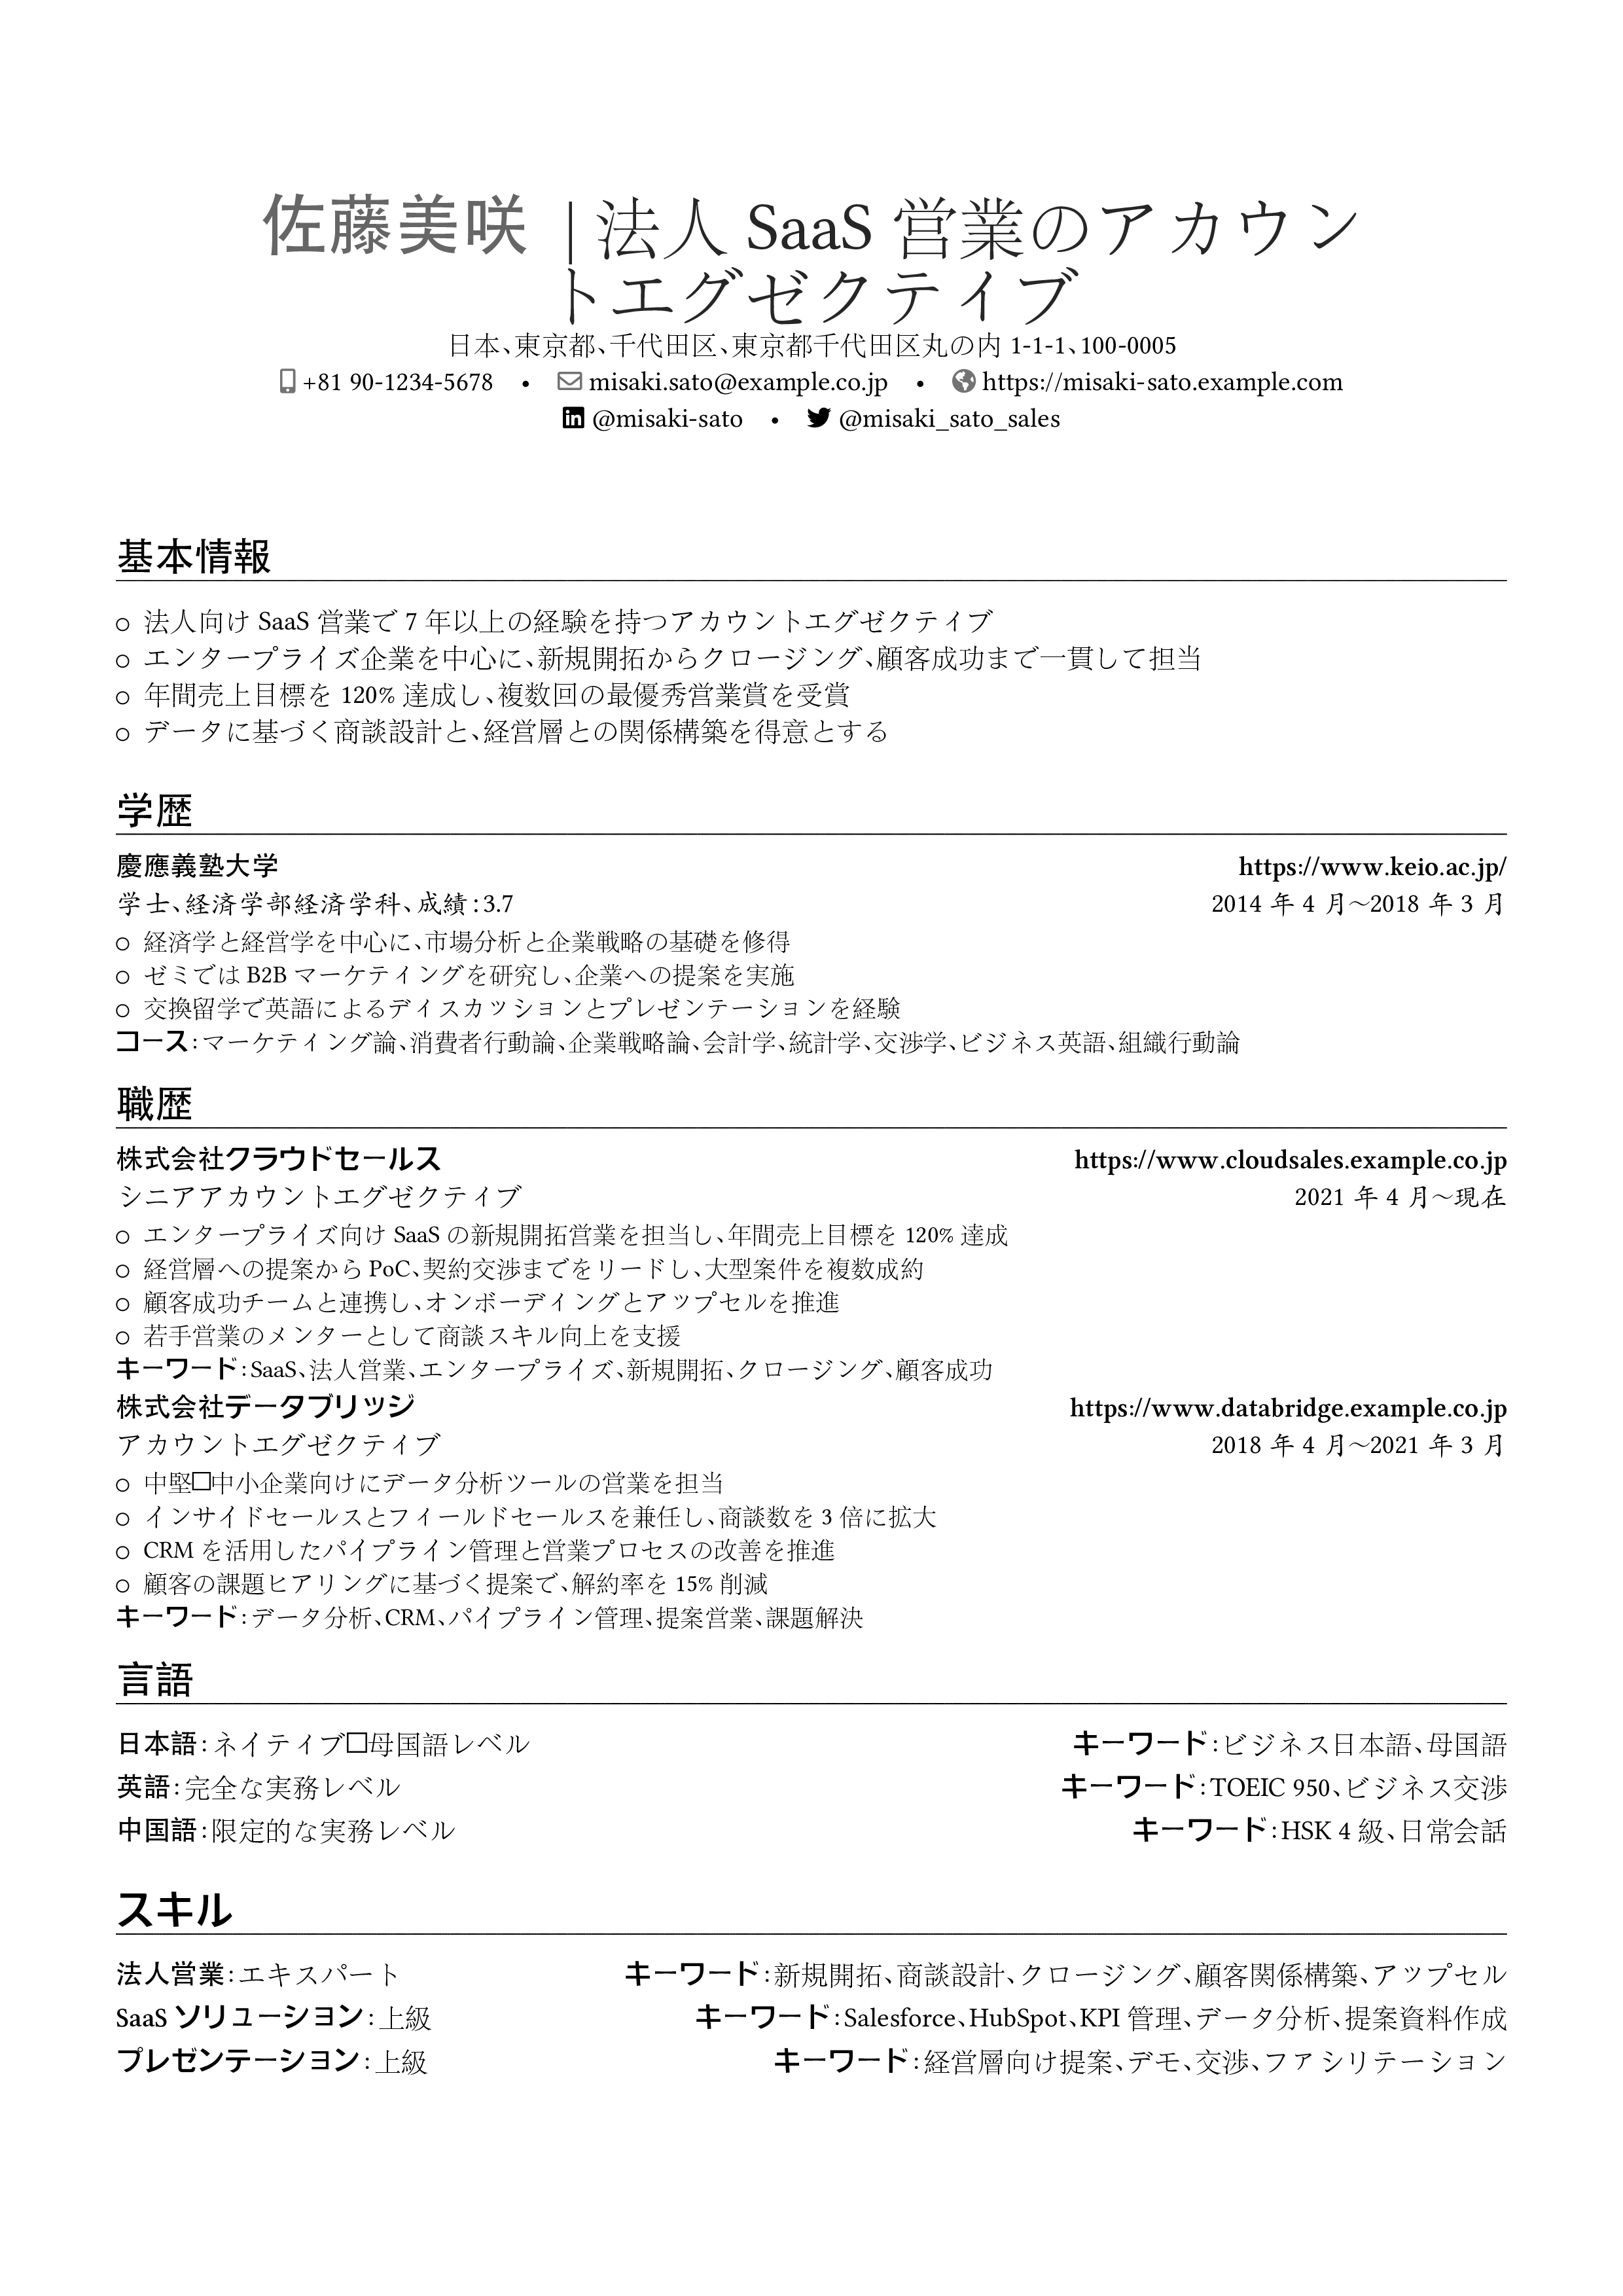 佐藤美咲 | 法人 SaaS 営業のアカウン
トエグゼクティブ
日本、東京都、千代田区、東京都千代田区丸の内 1-1-1、100-0005
+81 90-1234-5678 • misaki.sato@example.co.jp • https://misaki-sato.example.com
@misaki-sato • @misaki_sato_sales
基本情報
○ 法人向け SaaS 営業で 7 年以上の経験を持つアカウントエグゼクティブ
○ エンタープライズ企業を中心に、新規開拓からクロージング、顧客成功まで一貫して担当
○ 年間売上目標を 120% 達成し、複数回の最優秀営業賞を受賞
○ データに基づく商談設計と、経営層との関係構築を得意とする
学歴
慶應義塾大学 https://www.keio.ac.jp/
学士、経済学部経済学科、成績：3.7 2014 年 4 月〜2018 年 3 月
○ 経済学と経営学を中心に、市場分析と企業戦略の基礎を修得
○ ゼミでは B2B マーケティングを研究し、企業への提案を実施
○ 交換留学で英語によるディスカッションとプレゼンテーションを経験
コース：マーケティング論、消費者行動論、企業戦略論、会計学、統計学、交渉学、ビジネス英語、組織行動論
職歴
株式会社クラウドセールス https://www.cloudsales.example.co.jp
シニアアカウントエグゼクティブ 2021 年 4 月〜現在
○ エンタープライズ向け SaaS の新規開拓営業を担当し、年間売上目標を 120% 達成
○ 経営層への提案から PoC、契約交渉までをリードし、大型案件を複数成約
○ 顧客成功チームと連携し、オンボーディングとアップセルを推進
○ 若手営業のメンターとして商談スキル向上を支援
キーワード：SaaS、法人営業、エンタープライズ、新規開拓、クロージング、顧客成功
株式会社データブリッジ https://www.databridge.example.co.jp
アカウントエグゼクティブ 2018 年 4 月〜2021 年 3 月
○ 中堅□中小企業向けにデータ分析ツールの営業を担当
○ インサイドセールスとフィールドセールスを兼任し、商談数を 3 倍に拡大
○ CRM を活用したパイプライン管理と営業プロセスの改善を推進
○ 顧客の課題ヒアリングに基づく提案で、解約率を 15% 削減
キーワード：データ分析、CRM、パイプライン管理、提案営業、課題解決
言語
日本語：ネイティブ□母国語レベル キーワード：ビジネス日本語、母国語
英語：完全な実務レベル キーワード：TOEIC 950、ビジネス交渉
中国語：限定的な実務レベル キーワード：HSK 4 級、日常会話
スキル
法人営業：エキスパート キーワード：新規開拓、商談設計、クロージング、顧客関係構築、アップセル
SaaS ソリューション：上級 キーワード：Salesforce、HubSpot、KPI 管理、データ分析、提案資料作成
プレゼンテーション：上級 キーワード：経営層向け提案、デモ、交渉、ファシリテーション